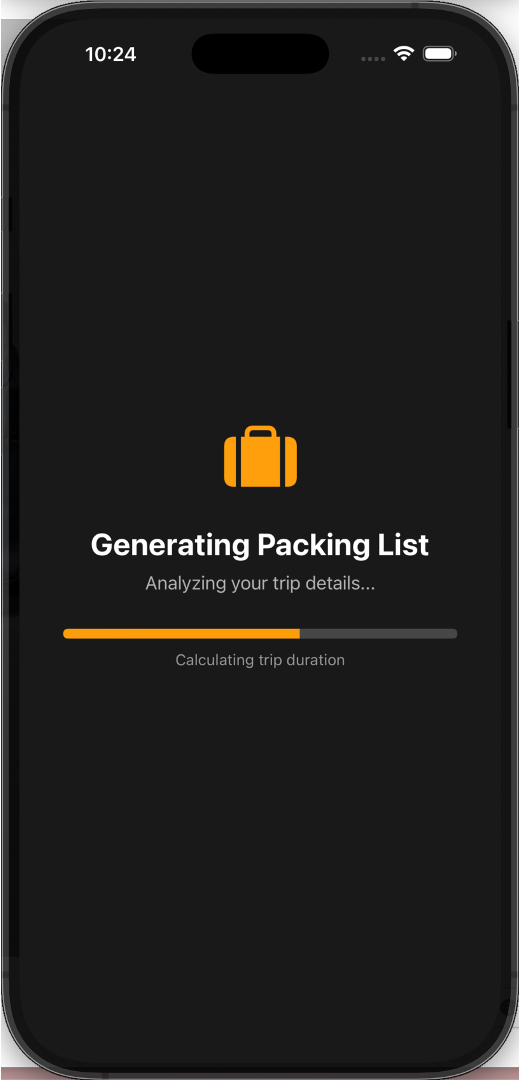 10:24
Generating Packing List
Analyzing your trip details...
Calculating trip duration